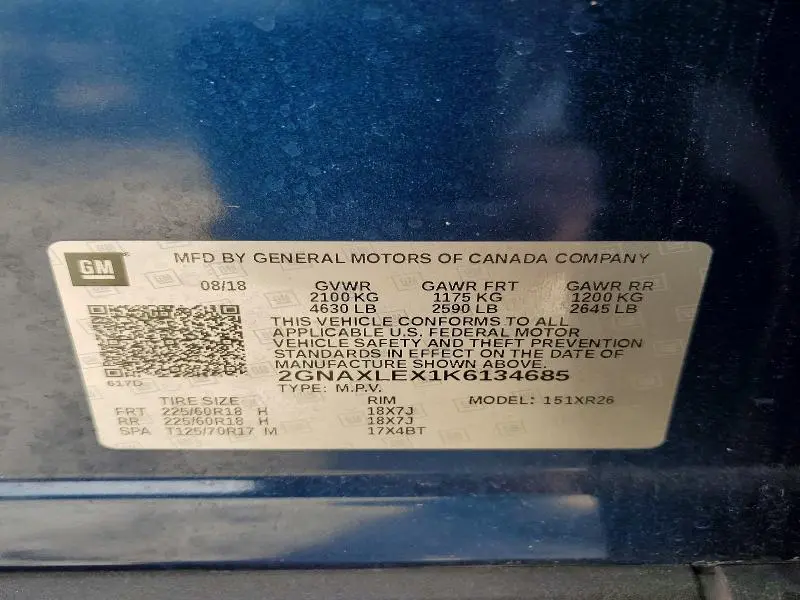 GM
MFD BY GENERAL MOTORS OF CANADA COMPANY
08/18 GVWR GAWR FRT GAWR RR
2100 KG 1175 KG 1200 KG
4630 LB 2590 LB 2645 LB
THIS VEHICLE CONFORMS TO ALL
APPLICABLE U.S. FEDERAL MOTOR
VEHICLE SAFETY AND THEFT PREVENTION
STANDARDS IN EFFECT ON THE DATE OF
MANUFACTURE SHOWN ABOVE.
2GNAXLEX1K6134685
617D
TYPE: M.P.V.
TIRE SIZE RIM MODEL: 151XR26
FRT 225/60R18 H 18X7J
RR 225/60R18 H 18X7J
SPA T125/70R17 M 17X4BT